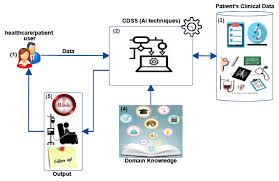 healthcare/patient
user
(1)
Data
CDSS (AI techniques)
(2)
Patient's Clinical Data
(3)
(5)
Risk
Follow up!
Output
(4)
Domain Knowledge